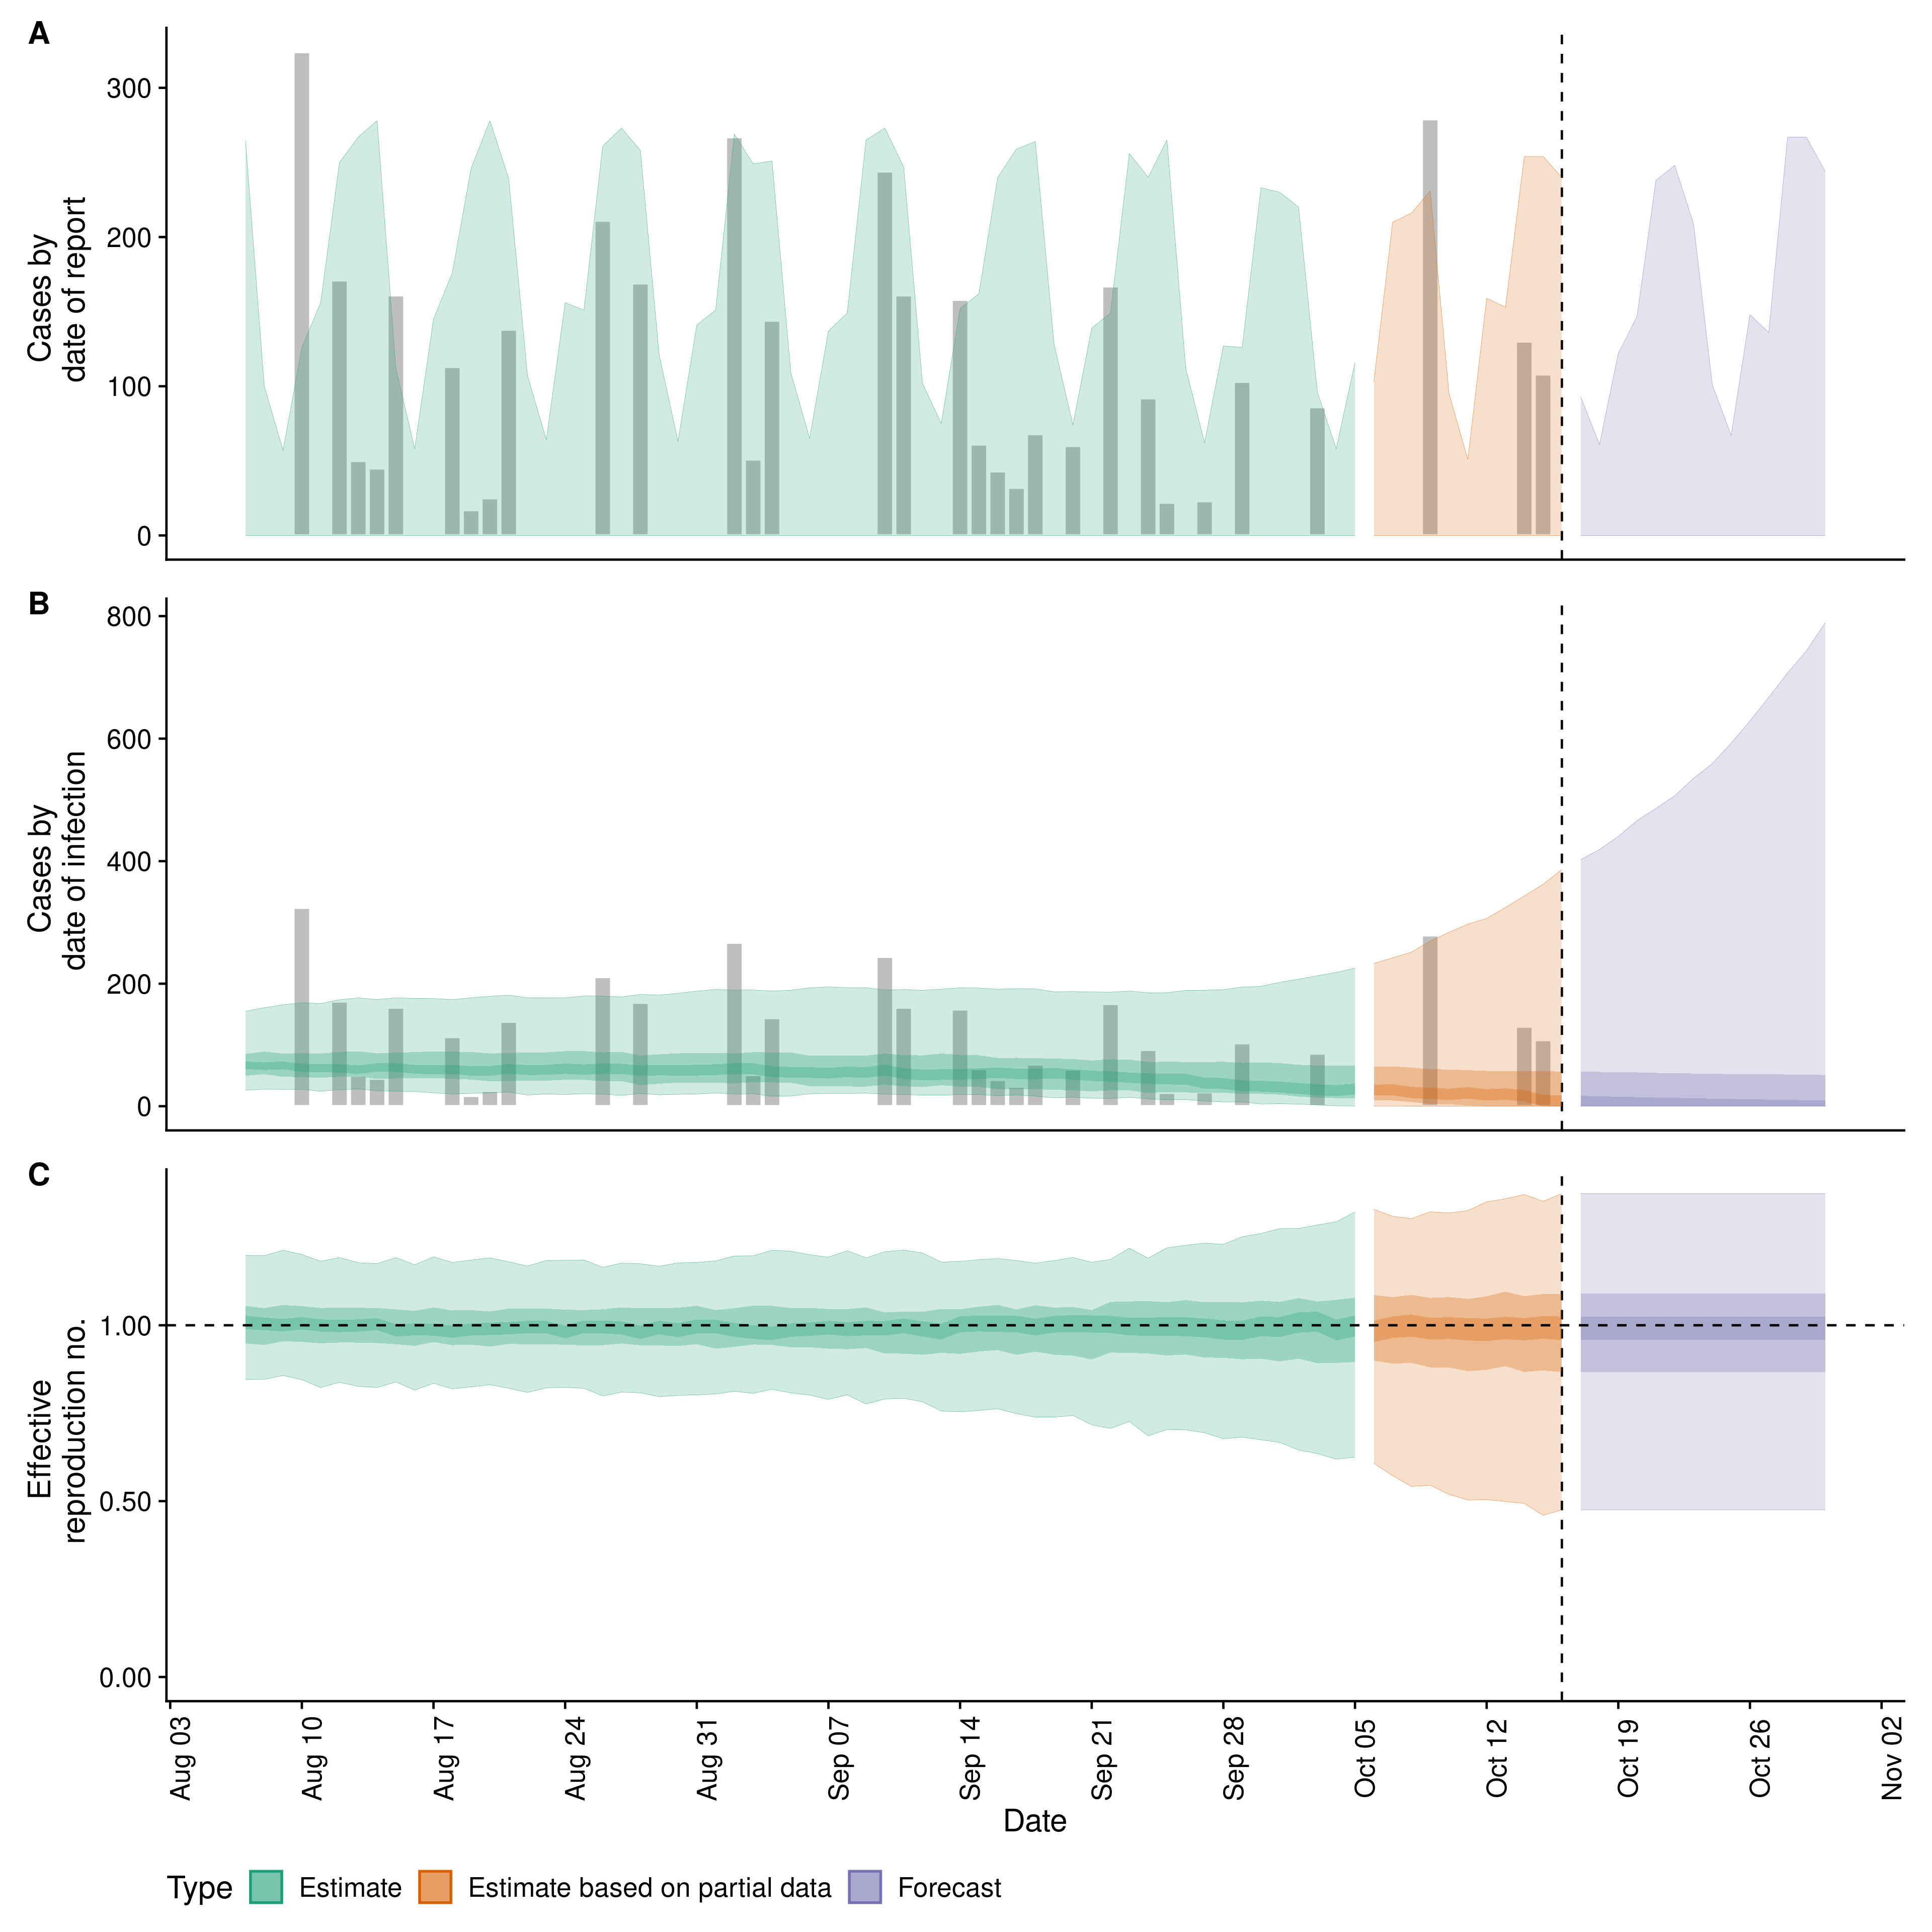 A
Cases by
date of report
300
200
100
0
B
Cases by
date of infection
800
600
400
200
0
C
Effective
reproduction no.
1.00
0.50
0.00
Aug 03
Aug 10
Aug 17
Aug 24
Aug 31
Sep 07
Sep 14
Sep 21
Sep 28
Oct 05
Oct 12
Oct 19
Oct 26
Nov 02
Date
Type Estimate Estimate based on partial data Forecast